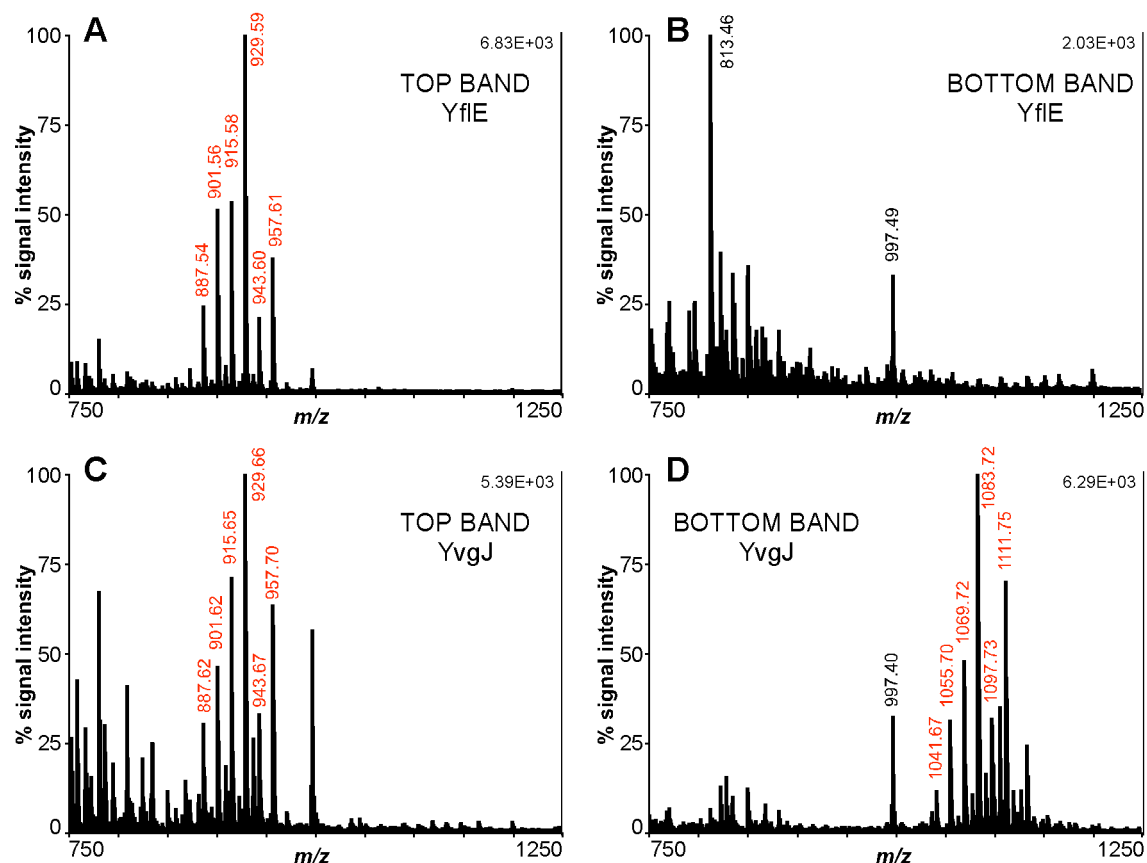 A
6.83E+03
TOP BAND
YflE
% signal intensity
100
75
50
25
0
887.54
901.56
915.58
929.59
943.60
957.61
750
m/z
1250
B
2.03E+03
BOTTOM BAND
YflE
% signal intensity
100
75
50
25
0
813.46
997.49
750
m/z
1250
C
5.39E+03
TOP BAND
YvgJ
% signal intensity
100
75
50
25
0
887.62
901.62
915.65
929.66
943.67
957.70
750
m/z
1250
D
6.29E+03
BOTTOM BAND
YvgJ
% signal intensity
100
75
50
25
0
997.40
1041.67
1055.70
1069.72
1083.72
1097.73
1111.75
750
m/z
1250